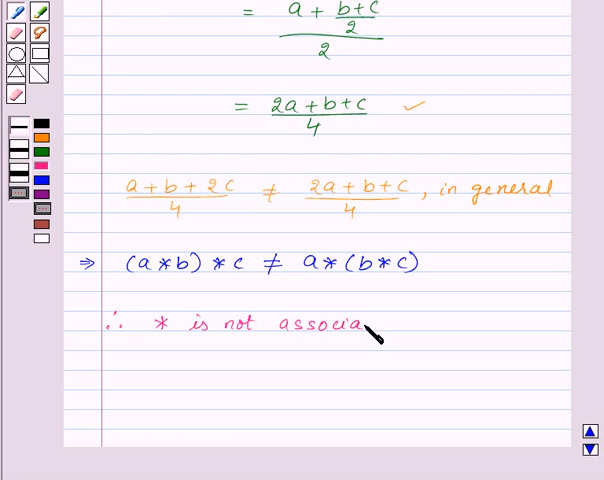 = (a + (b+c)/2)/2
= (2a+b+c)/4 ✓
(a+b+2c)/4 ≠ (2a+b+c)/4, in general
⇒ (a*b)*c ≠ a*(b*c)
∴ * is not associa